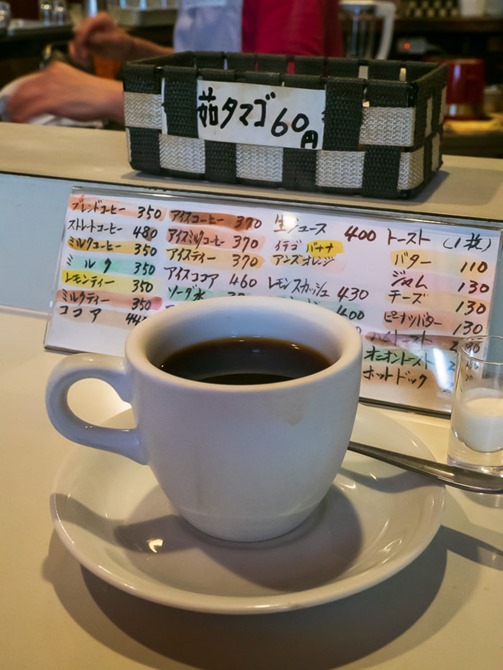 茹タマゴ60円
ブレンドコーヒー 350
ストレートコーヒー 480
ミルクコーヒー 350
ミルク 350
レモンティー 350
ミルクティー 350
ココア
アイスコーヒー 370
アイスミルクコーヒー 370
アイスティー 370
アイスココア 460
ソーダ水
生ジュース 400
イチゴ バナナ
アンズ オレンジ
レモンスカッシュ 430
トースト (1枚)
バター 110
ジャム 130
チーズ 130
ピーナツバター 130
オニオントースト
ホットドック